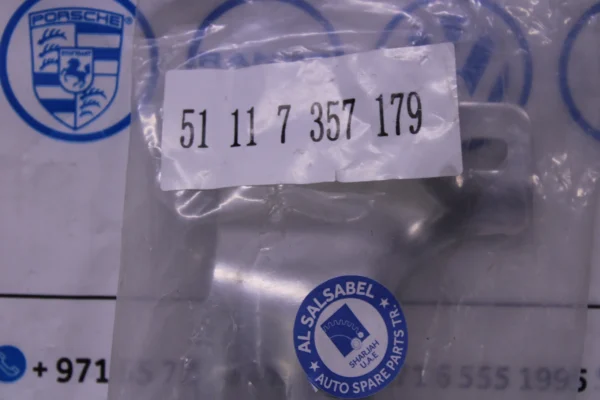 PORSCHE
51 11 7 357 179
AL SALSABEL
SHARJAH
U.A.E
★ AUTO SPARE PARTS TR. ★
+ 971
6 555 1995